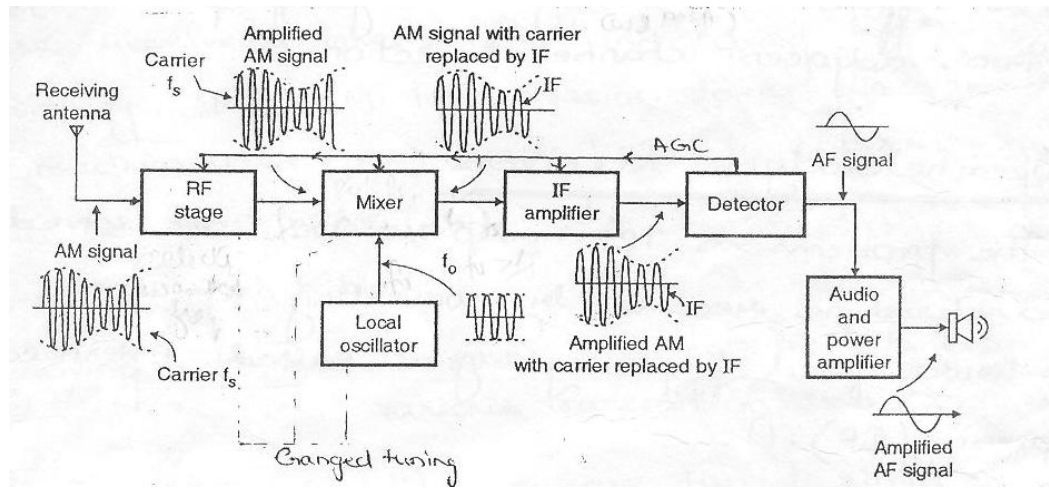 Amplified
AM signal
AM signal with carrier
replaced by IF
Carrier
fs
IF
Receiving
antenna
AGC
AF signal
RF
stage
Mixer
IF
amplifier
Detector
AM signal
fo
Local
oscillator
IF
Audio
and
power
amplifier
Carrier fs
Amplified AM
with carrier replaced by IF
Ganged tuning
Amplified
AF signal